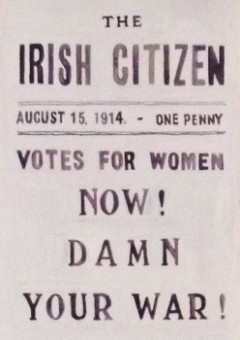 THE
IRISH CITIZEN
AUGUST 15, 1914. - ONE PENNY
VOTES FOR WOMEN
NOW!
DAMN
YOUR WAR!